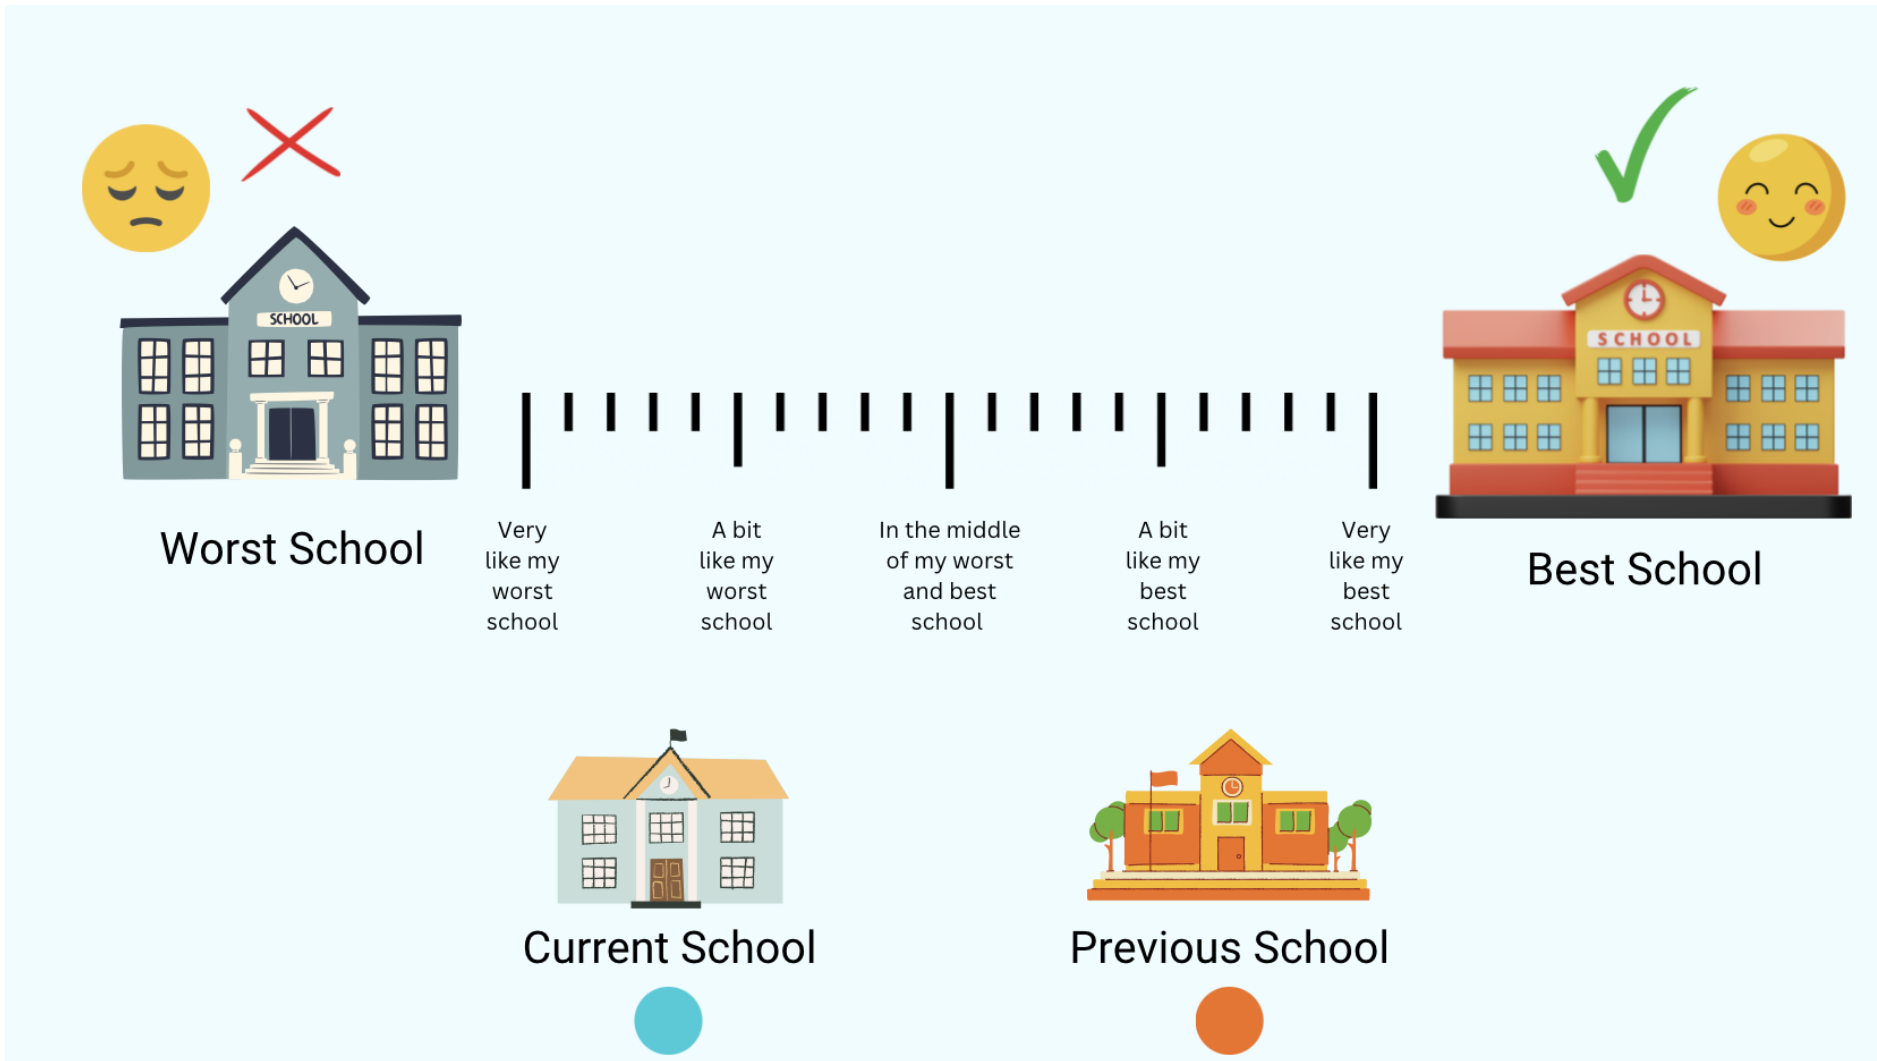 SCHOOL
SCHOOL
Worst School
Very
like my
worst
school
A bit
like my
worst
school
In the middle
of my worst
and best
school
A bit
like my
best
school
Very
like my
best
school
Best School
Current School
Previous School